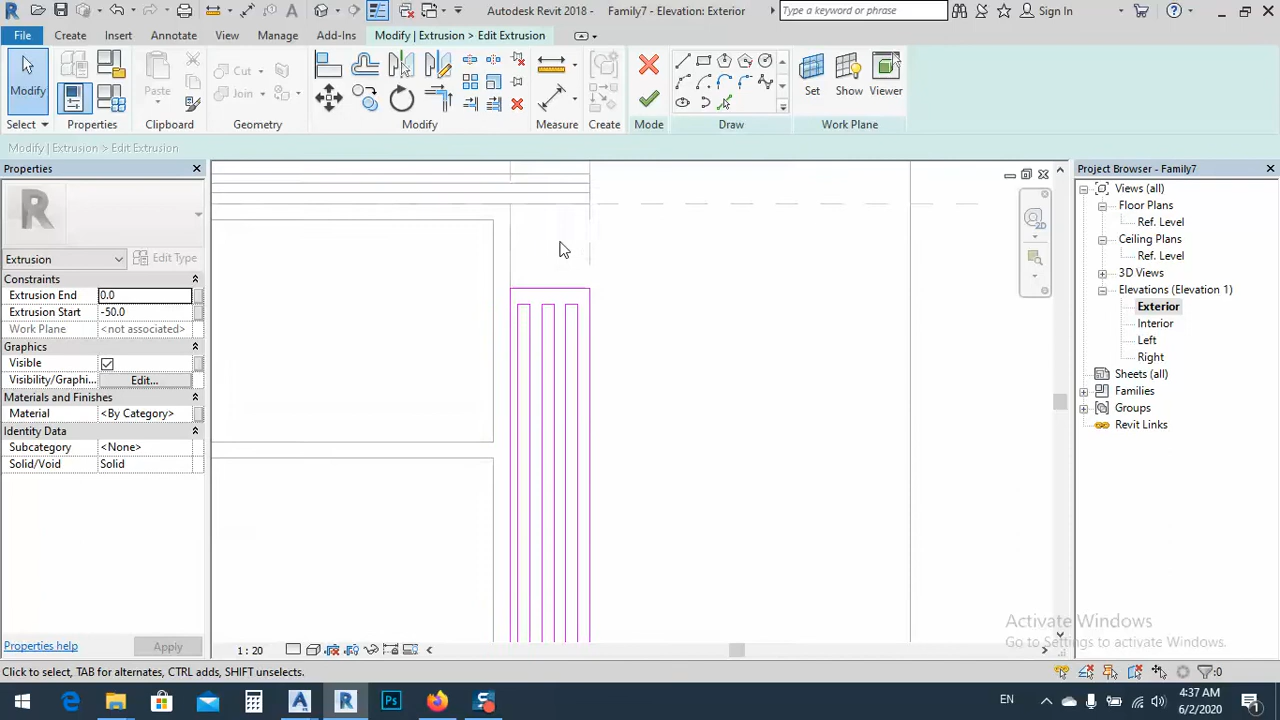 Autodesk Revit 2018 - Family7 - Elevation: Exterior
Type a keyword or phrase
Sign In
File Create Insert Annotate View Manage Add-Ins Modify | Extrusion > Edit Extrusion
Modify
Paste
Cut
Join
Set Show Viewer
Select Properties Clipboard Geometry Modify Measure Create Mode Draw Work Plane
Modify | Extrusion > Edit Extrusion
Properties
Extrusion
Edit Type
Constraints
Extrusion End 0.0
Extrusion Start -50.0
Work Plane <not associated>
Graphics
Visible
Visibility/Graphi... Edit...
Materials and Finishes
Material <By Category>
Identity Data
Subcategory <None>
Solid/Void Solid
Properties help
Apply
2D
Project Browser - Family7
Views (all)
Floor Plans
Ref. Level
Ceiling Plans
Ref. Level
3D Views
Elevations (Elevation 1)
Exterior
Interior
Left
Right
Sheets (all)
Families
Groups
Revit Links
Activate Windows
Go to Settings to activate Windows.
1 : 20
Click to select, TAB for alternates, CTRL adds, SHIFT unselects.
:0
EN
4:37 AM
6/2/2020
1